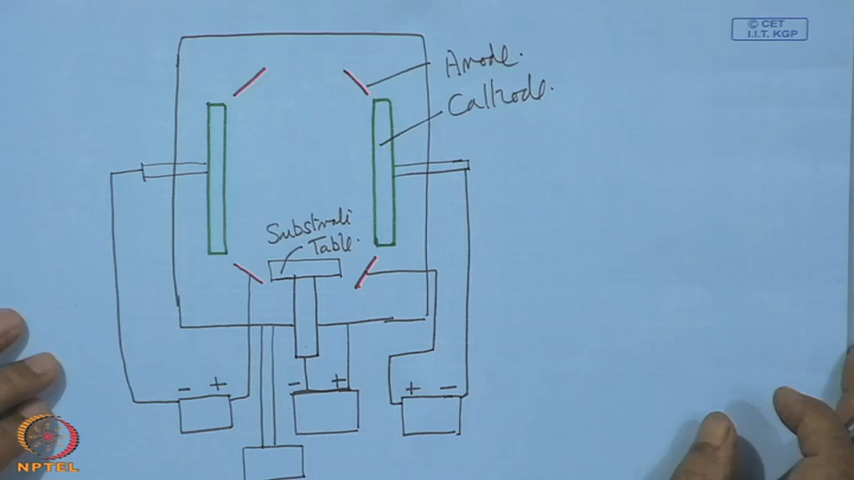 © CET
I.I.T. KGP
Anode.
Cathode.
Substrate
Table.
- +
- +
+ -
NPTEL